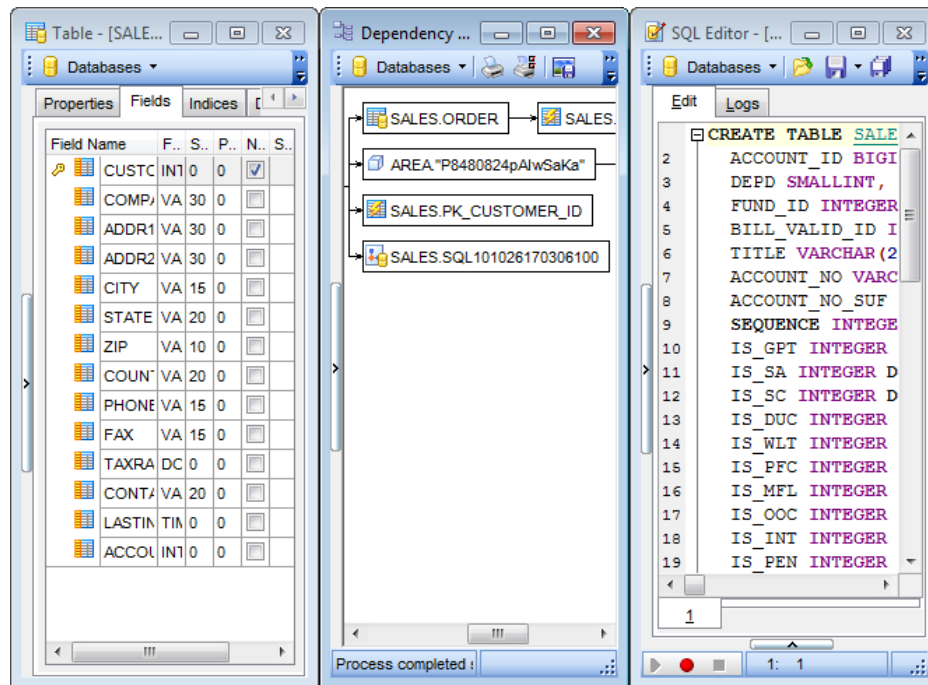 Table - [SALE...
Databases
Properties Fields Indices
Field Name F.. S.. P.. N.. S..
CUSTC INT 0 0
COMP VA 30 0
ADDR1 VA 30 0
ADDR2 VA 30 0
CITY VA 15 0
STATE VA 20 0
ZIP VA 10 0
COUN VA 20 0
PHONE VA 15 0
FAX VA 15 0
TAXRA DO 0 0
CONTA VA 20 0
LASTIN TIM 0 0
ACCOU INT 0 0
Dependency ...
Databases
SALES.ORDER SALES.
AREA."P8480824pAlwSaKa"
SALES.PK_CUSTOMER_ID
SALES.SQL101026170306100
Process completed
SQL Editor - [...
Databases
Edit Logs
CREATE TABLE SALE
2 ACCOUNT_ID BIGI
3 DEPD SMALLINT,
4 FUND_ID INTEGER
5 BILL_VALID_ID I
6 TITLE VARCHAR(2
7 ACCOUNT_NO VARC
8 ACCOUNT_NO_SUF
9 SEQUENCE INTEGE
10 IS_GPT INTEGER
11 IS_SA INTEGER D
12 IS_SC INTEGER D
13 IS_DUC INTEGER
14 IS_WLT INTEGER
15 IS_PFC INTEGER
16 IS_MFL INTEGER
17 IS_OOC INTEGER
18 IS_INT INTEGER
19 IS_PEN INTEGER
1
1: 1